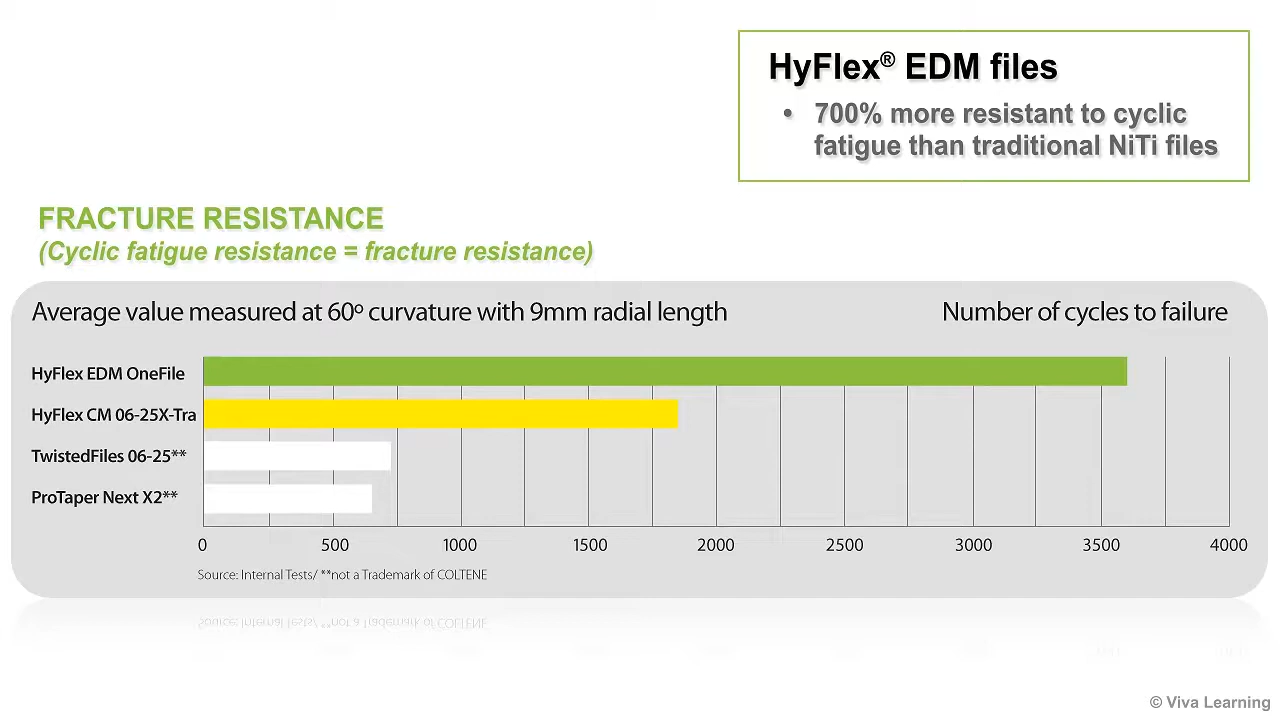 HyFlex® EDM files
• 700% more resistant to cyclic
fatigue than traditional NiTi files
FRACTURE RESISTANCE
(Cyclic fatigue resistance = fracture resistance)
Average value measured at 60º curvature with 9mm radial length
Number of cycles to failure
HyFlex EDM OneFile
HyFlex CM 06-25X-Tra
TwistedFiles 06-25**
ProTaper Next X2**
0 500 1000 1500 2000 2500 3000 3500 4000
Source: Internal Tests/ **not a Trademark of COLTENE
© Viva Learning